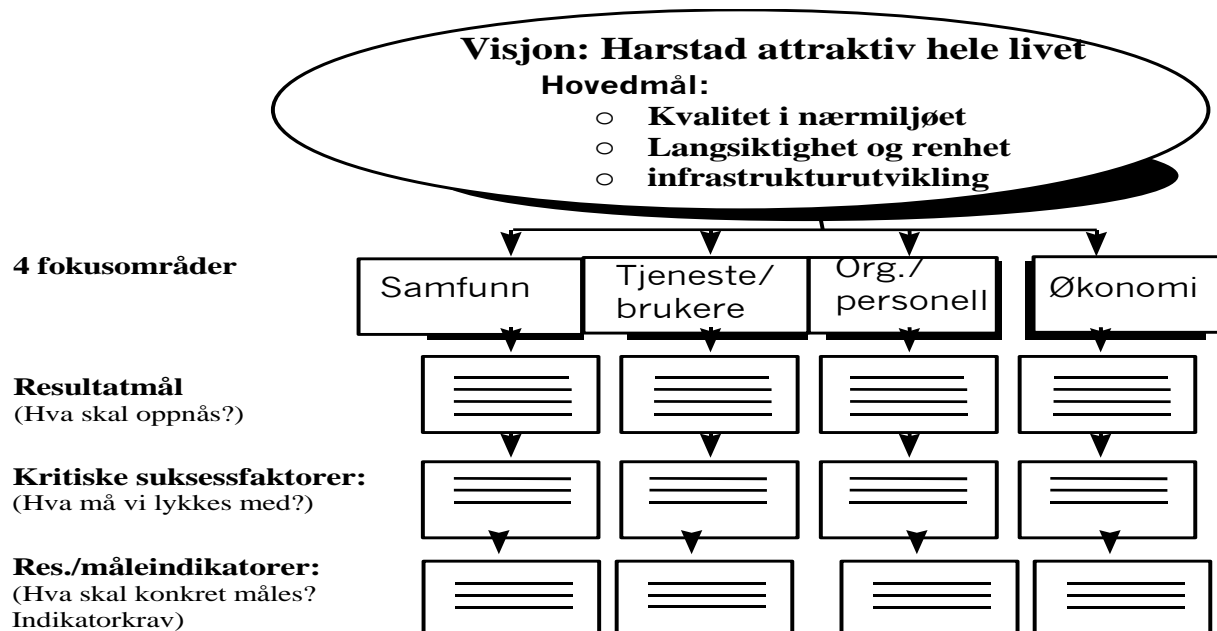 Visjon: Harstad attraktiv hele livet
Hovedmål:
o Kvalitet i nærmiljøet
o Langsiktighet og renhet
o infrastrukturutvikling
4 fokusområder
Samfunn
Tjeneste/
brukere
Org./
personell
Økonomi
Resultatmål
(Hva skal oppnås?)
Kritiske suksessfaktorer:
(Hva må vi lykkes med?)
Res./måleindikatorer:
(Hva skal konkret måles?
Indikatorkrav)